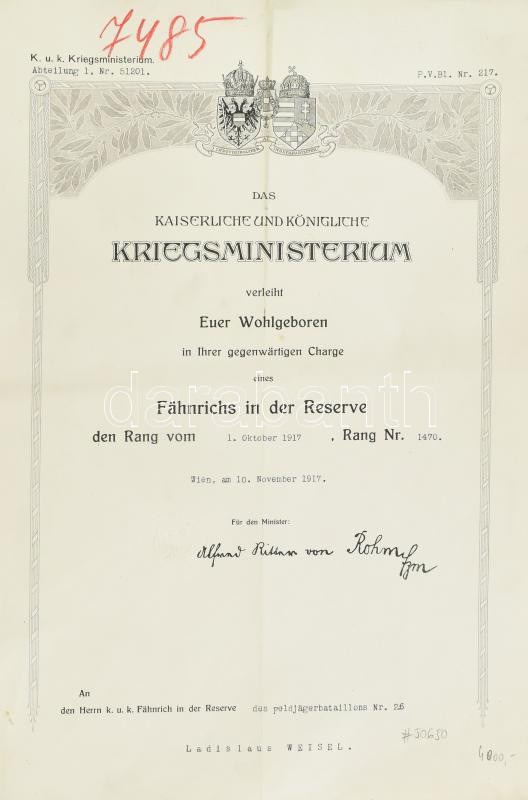 7485
K. u. k. Kriegsministerium.
Abteilung 1. Nr. 51201.
P.V.Bl. Nr. 217.
DAS
KAISERLICHE UND KÖNIGLICHE
KRIEGSMINISTERIUM
verleiht
Euer Wohlgeboren
in Ihrer gegenwärtigen Charge
eines
darabanth
Fähnrichs in der Reserve
den Rang vom 1. Oktober 1917 , Rang Nr. 1470.
Wien, am 10. November 1917.
Für den Minister:
Alfred Ritter von
An
den Herrn k. u. k. Fähnrich in der Reserve des peldjägerbataillons Nr. 26
Ladislaus WEISEL.
#50650
4000,-